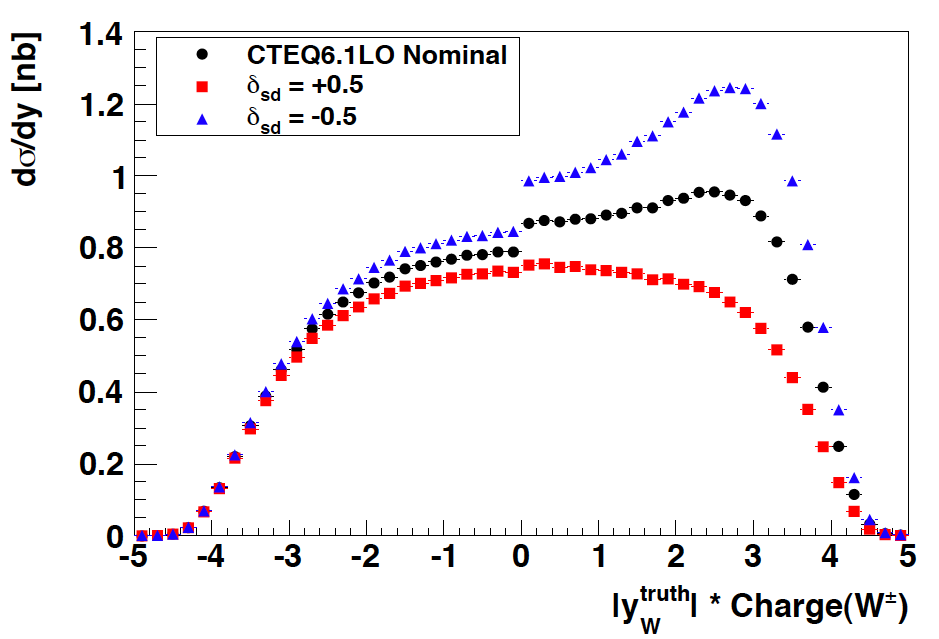 dσ/dy [nb]
1.4
1.2
1
0.8
0.6
0.4
0.2
0
CTEQ6.1LO Nominal
δsd = +0.5
δsd = -0.5
-5 -4 -3 -2 -1 0 1 2 3 4 5
|y_W^truth| * Charge(W±)